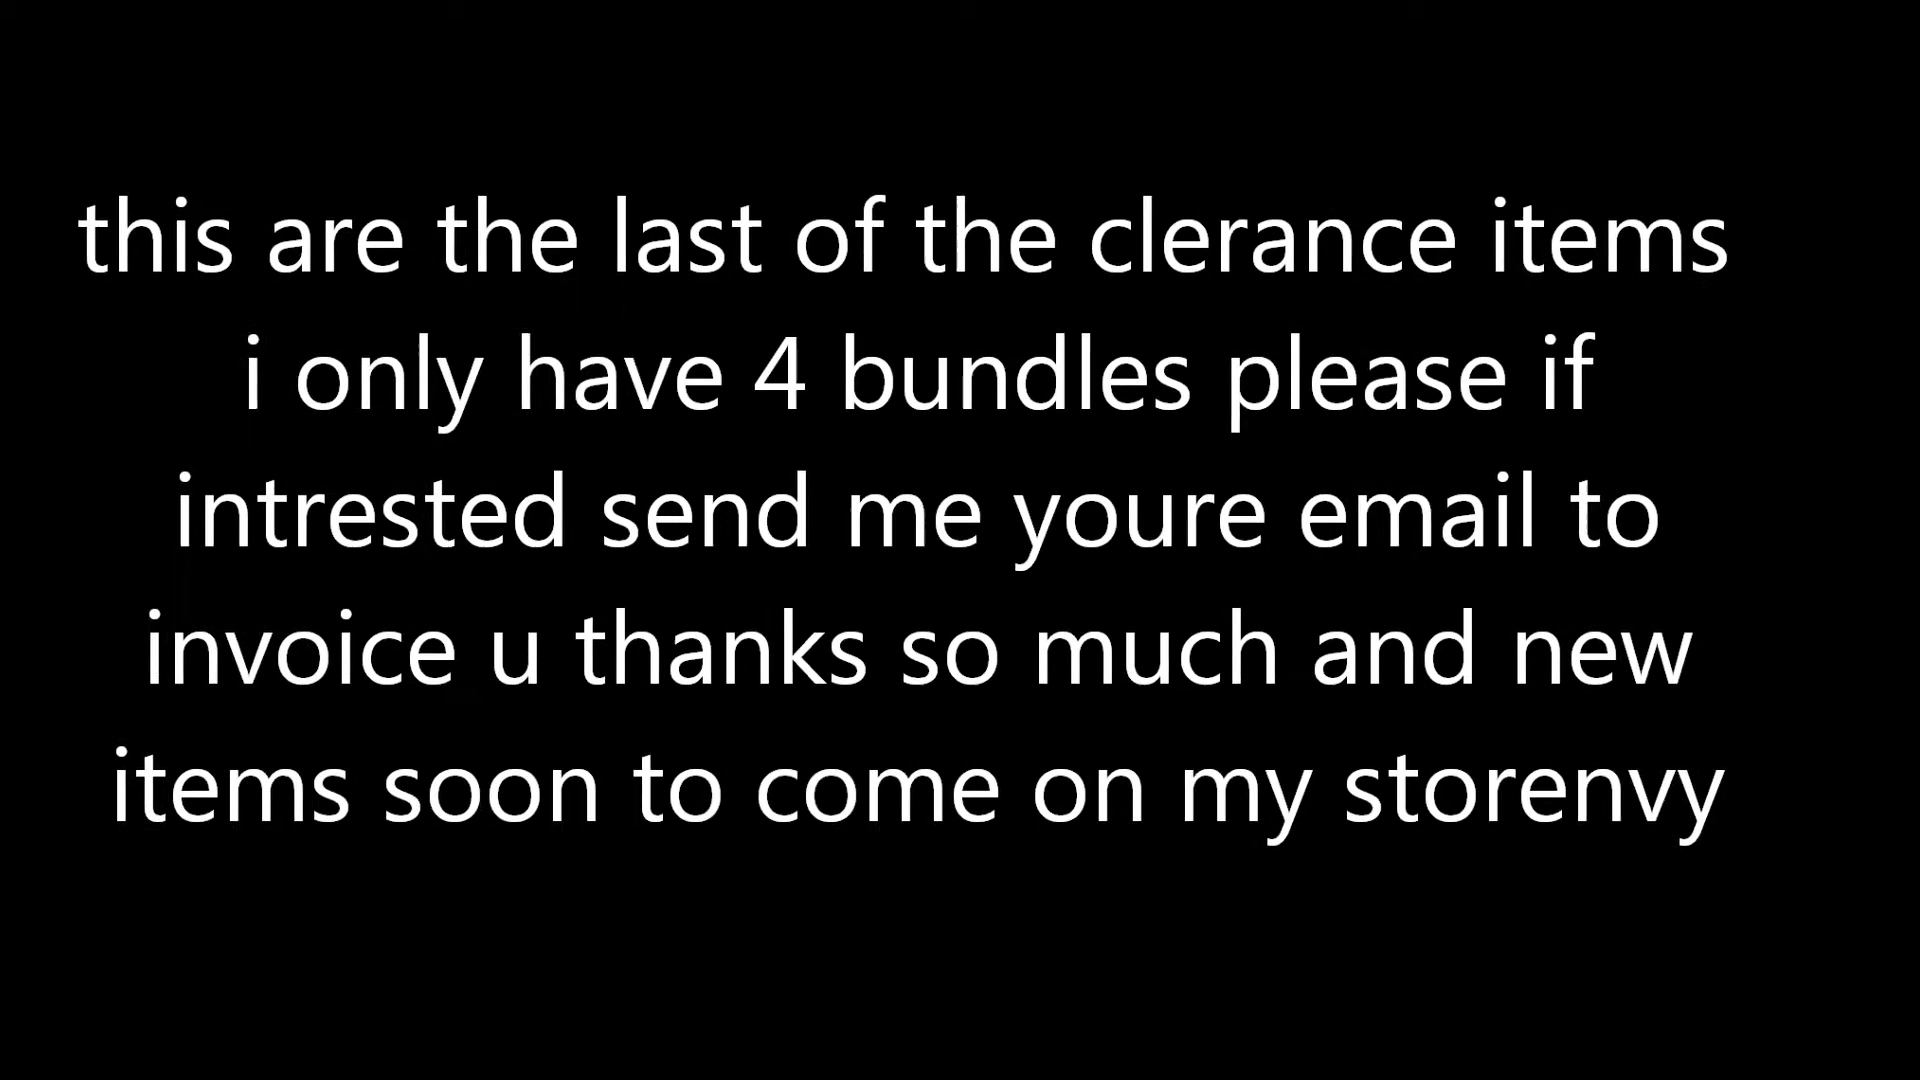 this are the last of the clerance items
i only have 4 bundles please if
intrested send me youre email to
invoice u thanks so much and new
items soon to come on my storenvy